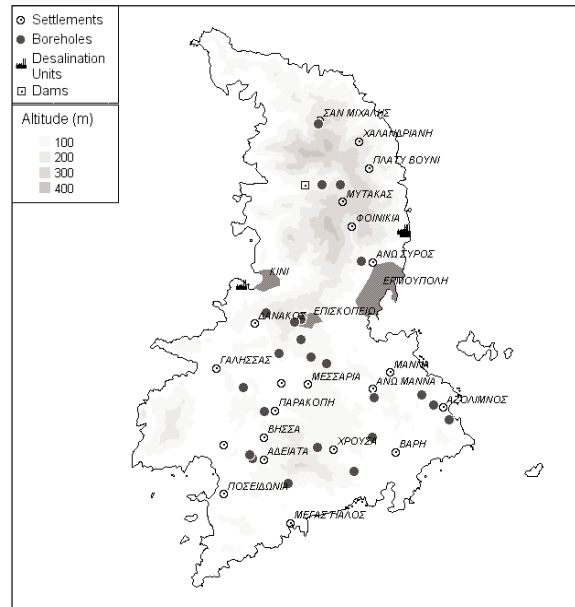 Settlements
Boreholes
Desalination
Units
Dams
Altitude (m)
100
200
300
400
ΣΑΝ ΜΙΧΑΛΗΣ
ΧΑΛΑΝΔΡΙΑΝΗ
ΠΛΑΤΥ ΒΟΥΝΙ
ΜΥΤΑΚΑΣ
ΦΟΙΝΙΚΙΑ
ΑΝΩ ΣΥΡΟΣ
ΚΙΝΙ
ΕΡΜΟΥΠΟΛΗ
ΔΑΝΑΚΟΣ
ΕΠΙΣΚΟΠΕΙΟ
ΓΑΛΗΣΣΑΣ
ΜΑΝΝΑ
ΜΕΣΣΑΡΙΑ
ΑΝΩ ΜΑΝΝΑ
ΑΖΟΛΙΜΝΟΣ
ΠΑΡΑΚΟΠΗ
ΒΗΣΣΑ
ΧΡΟΥΣΑ
ΒΑΡΗ
ΑΔΕΙΑΤΑ
ΠΟΣΕΙΔΩΝΙΑ
ΜΕΓΑΣ ΓΙΑΛΟΣ